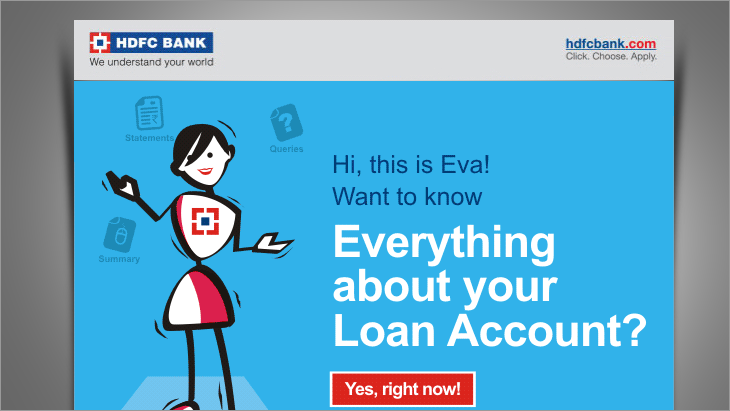 HDFC BANK
We understand your world
hdfcbank.com
Click. Choose. Apply.
Statements
Queries
Summary
Hi, this is Eva!
Want to know
Everything
about your
Loan Account?
Yes, right now!